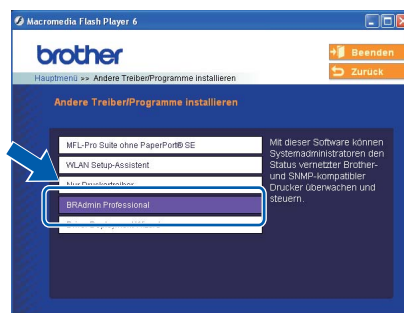 Macromedia Flash Player 6
brother
Beenden
Zurück
Hauptmenü >> Andere Treiber/Programme installieren
Andere Treiber/Programme installieren
MFL-Pro Suite ohne PaperPort® SE
WLAN Setup-Assistent
Nur Druckertreiber
BRAdmin Professional
Mit dieser Software können
Systemadministratoren den
Status vernetzter Brother-
und SNMP-kompatibler
Drucker überwachen und
steuern.